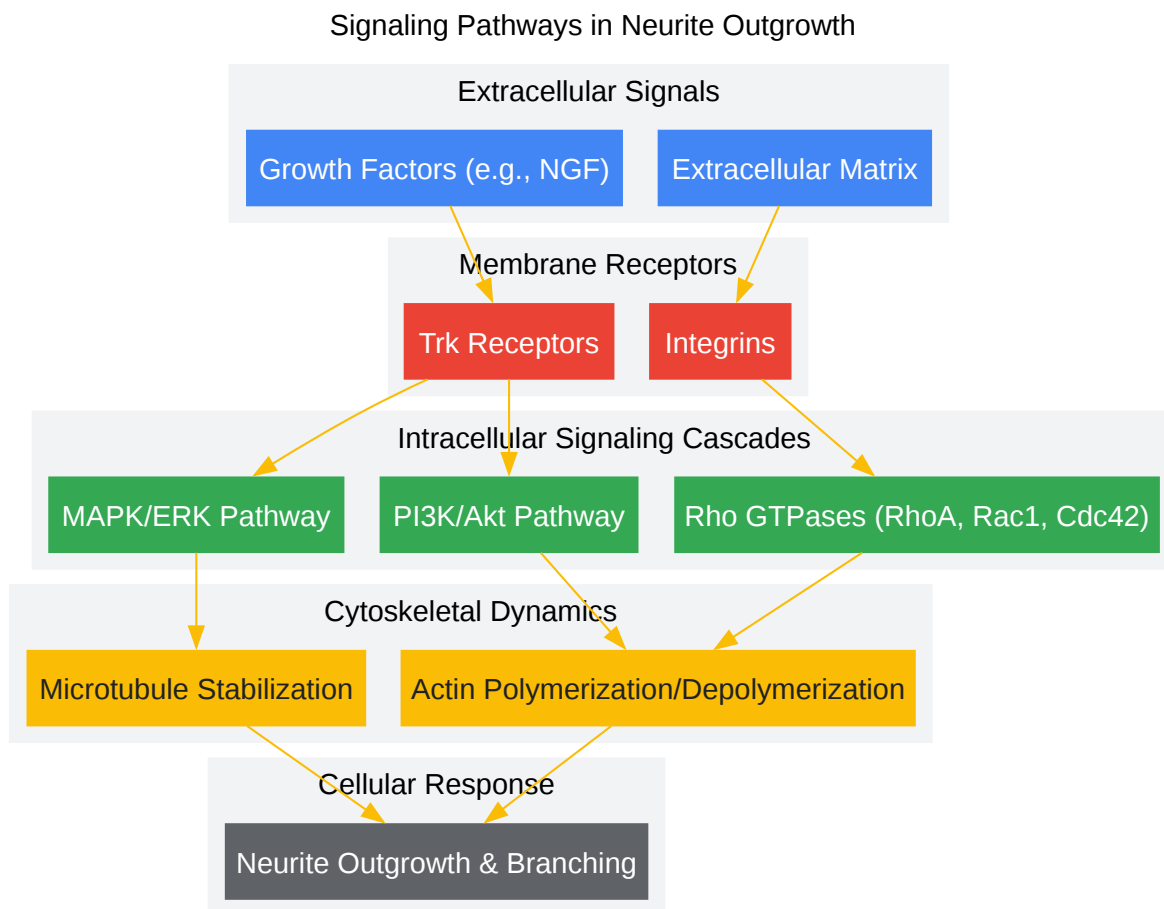 Signaling Pathways in Neurite Outgrowth
Extracellular Signals
Growth Factors (e.g., NGF)
Extracellular Matrix
Membrane Receptors
Trk Receptors
Integrins
Intracellular Signaling Cascades
MAPK/ERK Pathway
PI3K/Akt Pathway
Rho GTPases (RhoA, Rac1, Cdc42)
Cytoskeletal Dynamics
Microtubule Stabilization
Actin Polymerization/Depolymerization
Cellular Response
Neurite Outgrowth & Branching